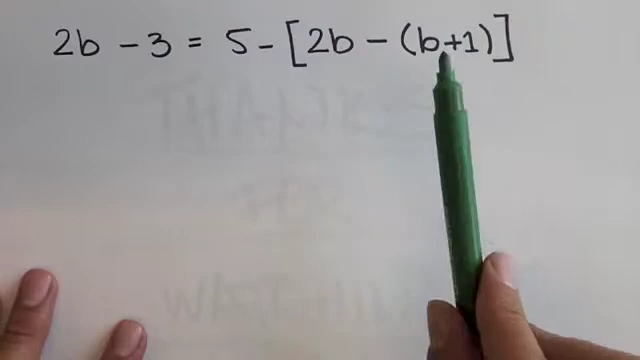 2b - 3 = 5 - [2b - (b+1)]